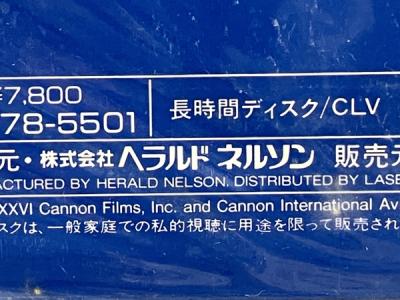 ¥7,800
78-5501
長時間ディスク/CLV
元・株式会社ヘラルド ネルソン 販売元
FACTURED BY HERALD NELSON. DISTRIBUTED BY LASE
XXVI Cannon Films, Inc. and Cannon International Av
スクは、一般家庭での私的視聴に用途を限って販売され